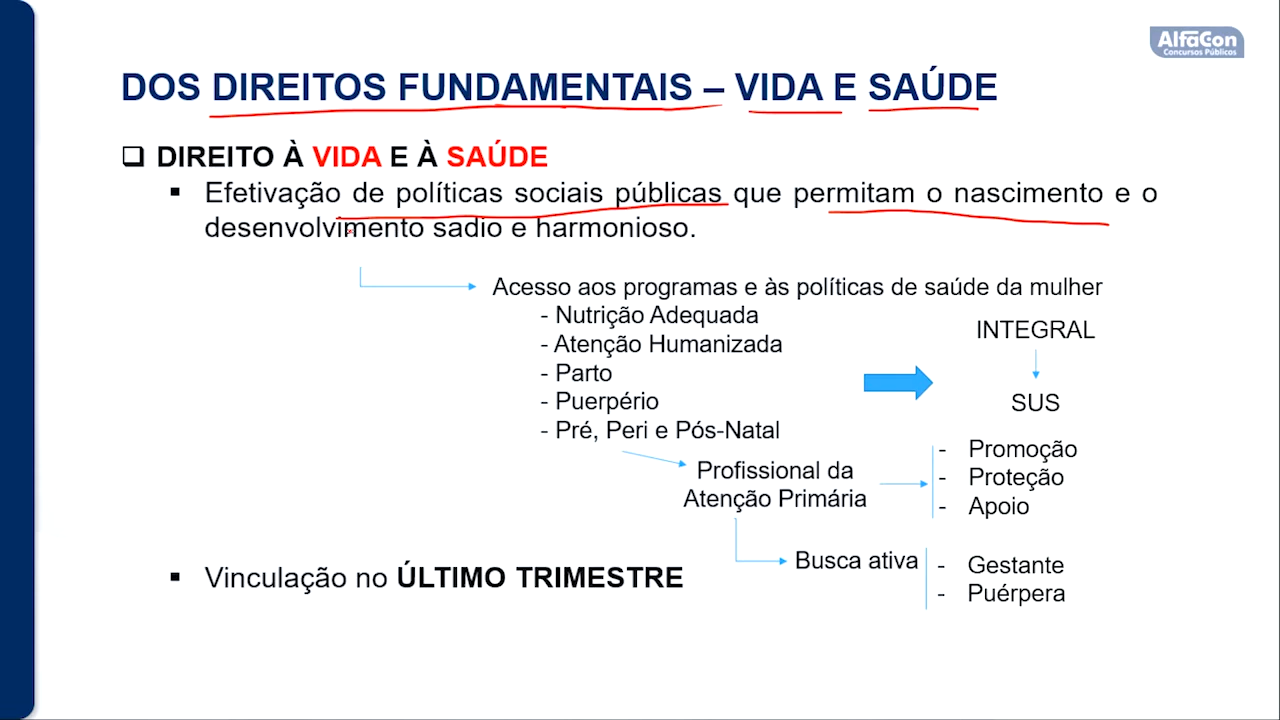 AlfaCon
Concursos Públicos
DOS DIREITOS FUNDAMENTAIS – VIDA E SAÚDE
❑ DIREITO À VIDA E À SAÚDE
▪ Efetivação de políticas sociais públicas que permitam o nascimento e o
desenvolvimento sadio e harmonioso.
Acesso aos programas e às políticas de saúde da mulher
- Nutrição Adequada
- Atenção Humanizada
- Parto
- Puerpério
- Pré, Peri e Pós-Natal
INTEGRAL
SUS
Profissional da
Atenção Primária
- Promoção
- Proteção
- Apoio
Busca ativa
- Gestante
- Puérpera
▪ Vinculação no ÚLTIMO TRIMESTRE